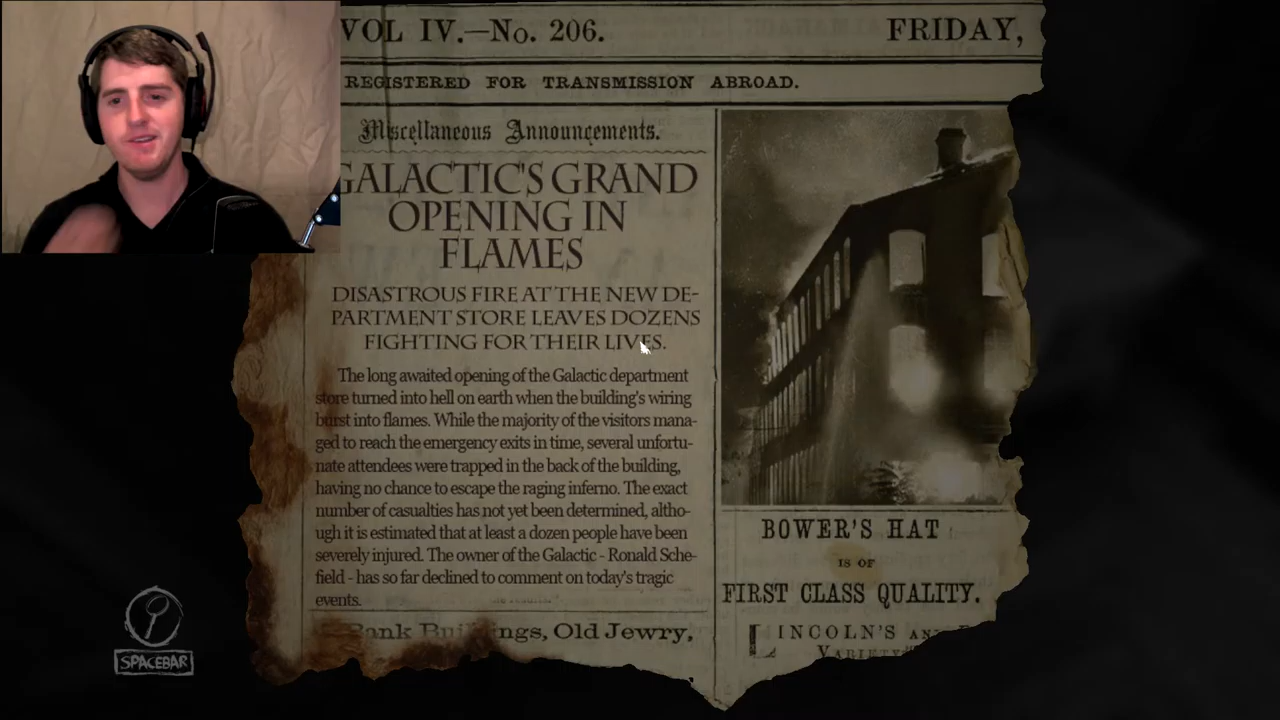 VOL IV.—No. 206.
FRIDAY,
REGISTERED FOR TRANSMISSION ABROAD.
Miscellaneous Announcements.
GALACTIC'S GRAND
OPENING IN
FLAMES
DISASTROUS FIRE AT THE NEW DE-
PARTMENT STORE LEAVES DOZENS
FIGHTING FOR THEIR LIVES.
The long awaited opening of the Galactic department
store turned into hell on earth when the building's wiring
burst into flames. While the majority of the visitors mana-
ged to reach the emergency exits in time, several unfortu-
nate attendees were trapped in the back of the building,
having no chance to escape the raging inferno. The exact
number of casualties has not yet been determined, altho-
ugh it is estimated that at least a dozen people have been
severely injured. The owner of the Galactic - Ronald Sche-
field - has so far declined to comment on today's tragic
events.
Bank Buildings, Old Jewry,
BOWER'S HAT
IS OF
FIRST CLASS QUALITY.
LINCOLN'S
SPACEBAR